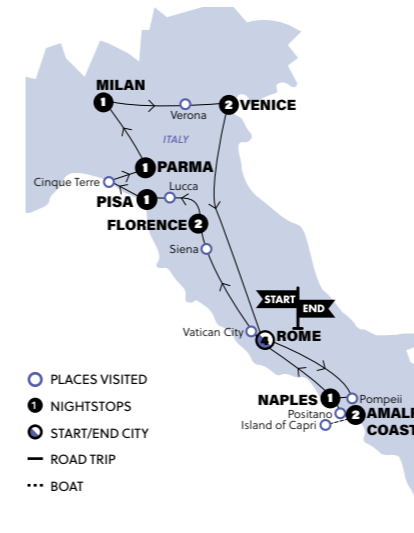 MILAN
1
Verona
2 VENICE
ITALY
1 PARMA
Cinque Terre
Lucca
PISA 1
FLORENCE 2
Siena
START
END
Vatican City
4 ROME
PLACES VISITED
1 NIGHTSTOPS
START/END CITY
ROAD TRIP
BOAT
NAPLES 1
Pompeii
Positano
2 AMALF
COAST
Island of Capri